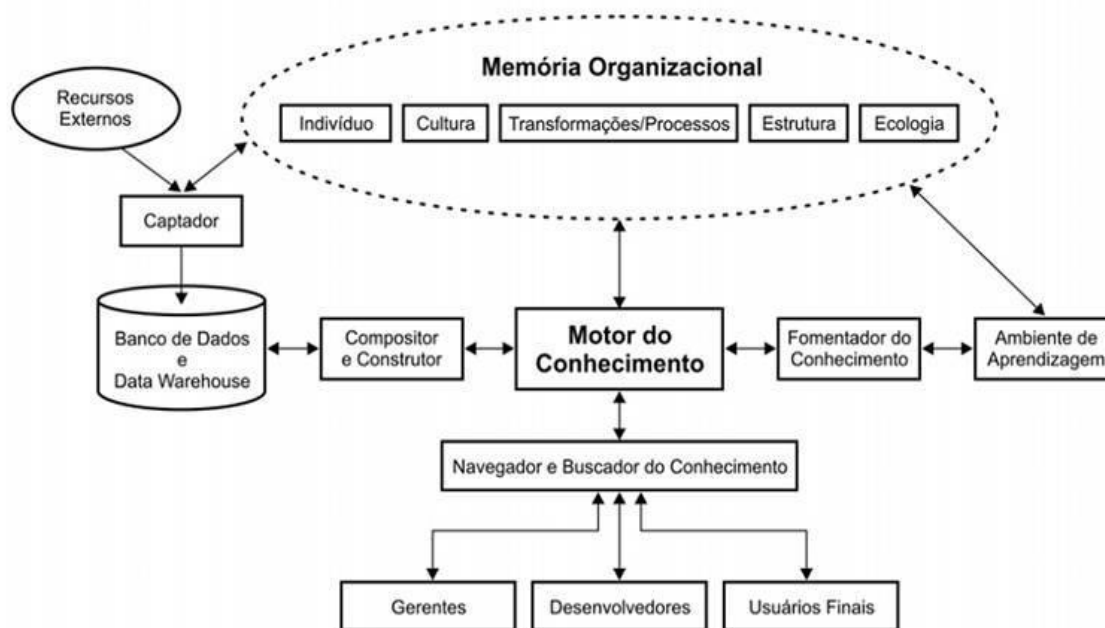 Memória Organizacional
Recursos
Externos
Indivíduo
Cultura
Transformações/Processos
Estrutura
Ecologia
Captador
Banco de Dados
e
Data Warehouse
Compositor
e Construtor
Motor do
Conhecimento
Fomentador do
Conhecimento
Ambiente de
Aprendizagem
Navegador e Buscador do Conhecimento
Gerentes
Desenvolvedores
Usuários Finais